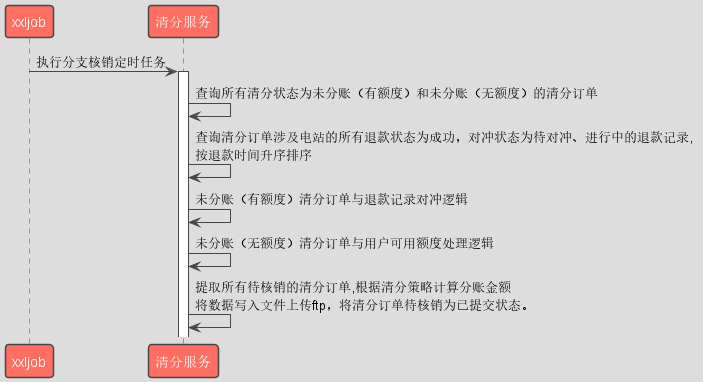 xxljob
清分服务
执行分支核销定时任务
查询所有清分状态为未分账（有额度）和未分账（无额度）的清分订单
查询清分订单涉及电站的所有退款状态为成功，对冲状态为待对冲、进行中的退款记录,
按退款时间升序排序
未分账（有额度）清分订单与退款记录对冲逻辑
未分账（无额度）清分订单与用户可用额度处理逻辑
提取所有待核销的清分订单,根据清分策略计算分账金额
将数据写入文件上传ftp，将清分订单待核销为已提交状态。
xxljob
清分服务